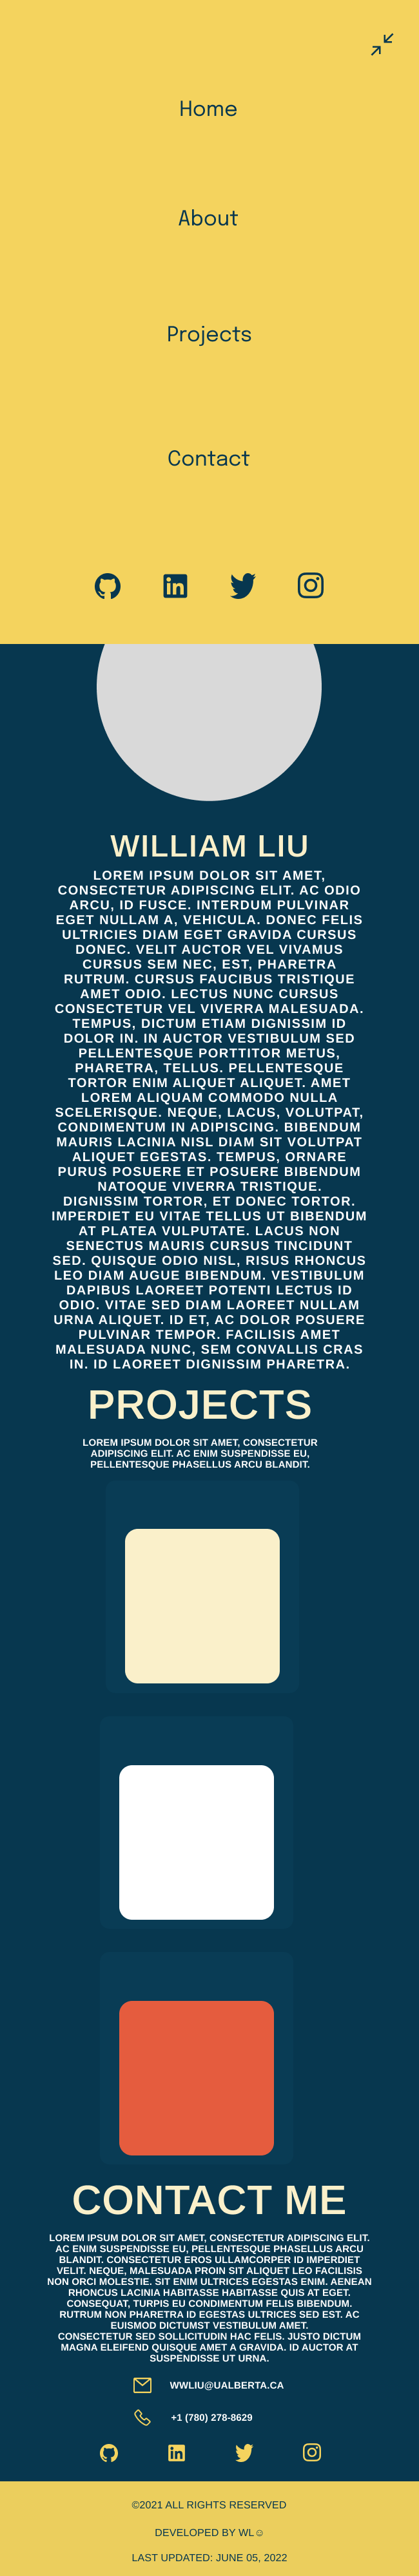 Home
About
Projects
Contact
WILLIAM LIU
LOREM IPSUM DOLOR SIT AMET,
CONSECTETUR ADIPISCING ELIT. AC ODIO
ARCU, ID FUSCE. INTERDUM PULVINAR
EGET NULLAM A, VEHICULA. DONEC FELIS
ULTRICIES DIAM EGET GRAVIDA CURSUS
DONEC. VELIT AUCTOR VEL VIVAMUS
CURSUS SEM NEC, EST, PHARETRA
RUTRUM. CURSUS FAUCIBUS TRISTIQUE
AMET ODIO. LECTUS NUNC CURSUS
CONSECTETUR VEL VIVERRA MALESUADA.
TEMPUS, DICTUM ETIAM DIGNISSIM ID
DOLOR IN. IN AUCTOR VESTIBULUM SED
PELLENTESQUE PORTTITOR METUS,
PHARETRA, TELLUS. PELLENTESQUE
TORTOR ENIM ALIQUET ALIQUET. AMET
LOREM ALIQUAM COMMODO NULLA
SCELERISQUE. NEQUE, LACUS, VOLUTPAT,
CONDIMENTUM IN ADIPISCING. BIBENDUM
MAURIS LACINIA NISL DIAM SIT VOLUTPAT
ALIQUET EGESTAS. TEMPUS, ORNARE
PURUS POSUERE ET POSUERE BIBENDUM
NATOQUE VIVERRA TRISTIQUE.
DIGNISSIM TORTOR, ET DONEC TORTOR.
IMPERDIET EU VITAE TELLUS UT BIBENDUM
AT PLATEA VULPUTATE. LACUS NON
SENECTUS MAURIS CURSUS TINCIDUNT
SED. QUISQUE ODIO NISL, RISUS RHONCUS
LEO DIAM AUGUE BIBENDUM. VESTIBULUM
DAPIBUS LAOREET POTENTI LECTUS ID
ODIO. VITAE SED DIAM LAOREET NULLAM
URNA ALIQUET. ID ET, AC DOLOR POSUERE
PULVINAR TEMPOR. FACILISIS AMET
MALESUADA NUNC, SEM CONVALLIS CRAS
IN. ID LAOREET DIGNISSIM PHARETRA.
PROJECTS
LOREM IPSUM DOLOR SIT AMET, CONSECTETUR
ADIPISCING ELIT. AC ENIM SUSPENDISSE EU,
PELLENTESQUE PHASELLUS ARCU BLANDIT.
CONTACT ME
LOREM IPSUM DOLOR SIT AMET, CONSECTETUR ADIPISCING ELIT.
AC ENIM SUSPENDISSE EU, PELLENTESQUE PHASELLUS ARCU
BLANDIT. CONSECTETUR EROS ULLAMCORPER ID IMPERDIET
VELIT. NEQUE, MALESUADA PROIN SIT ALIQUET LEO FACILISIS
NON ORCI MOLESTIE. SIT ENIM ULTRICES EGESTAS ENIM. AENEAN
RHONCUS LACINIA HABITASSE HABITASSE QUIS AT EGET.
CONSEQUAT, TURPIS EU CONDIMENTUM FELIS BIBENDUM.
RUTRUM NON PHARETRA ID EGESTAS ULTRICES SED EST. AC
EUISMOD DICTUMST VESTIBULUM AMET.
CONSECTETUR SED SOLLICITUDIN HAC FELIS. JUSTO DICTUM
MAGNA ELEIFEND QUISQUE AMET A GRAVIDA. ID AUCTOR AT
SUSPENDISSE UT URNA.
WWLIU@UALBERTA.CA
+1 (780) 278-8629
©2021 ALL RIGHTS RESERVED
DEVELOPED BY WL☺
LAST UPDATED: JUNE 05, 2022